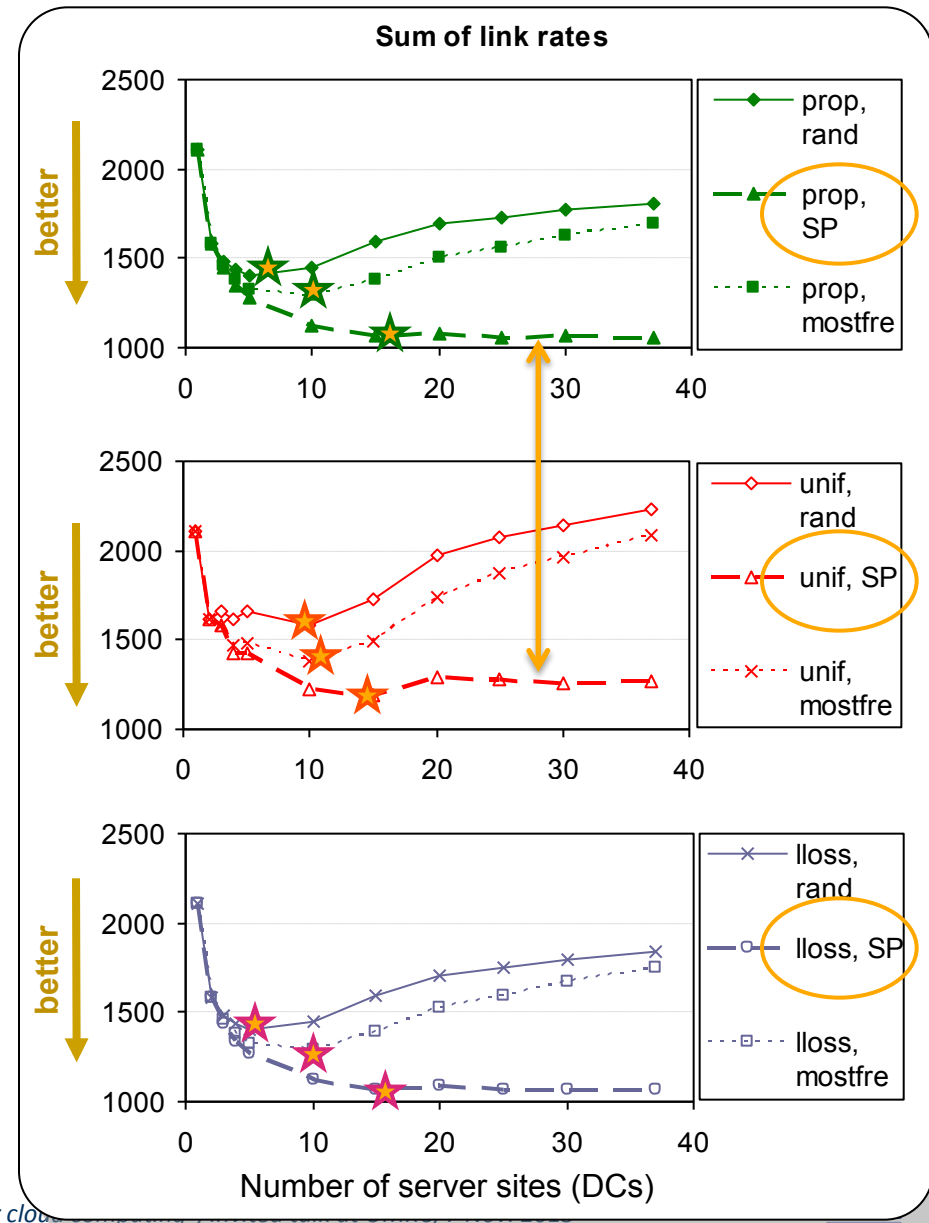 Sum of link rates
better
2500
2000
1500
1000
0
10
20
30
40
prop,
rand
prop,
SP
prop,
mostfre
better
2500
2000
1500
1000
0
10
20
30
40
unif,
rand
unif, SP
unif,
mostfre
better
2500
2000
1500
1000
0
10
20
30
40
lloss,
rand
lloss, SP
lloss,
mostfre
Number of server sites (DCs)